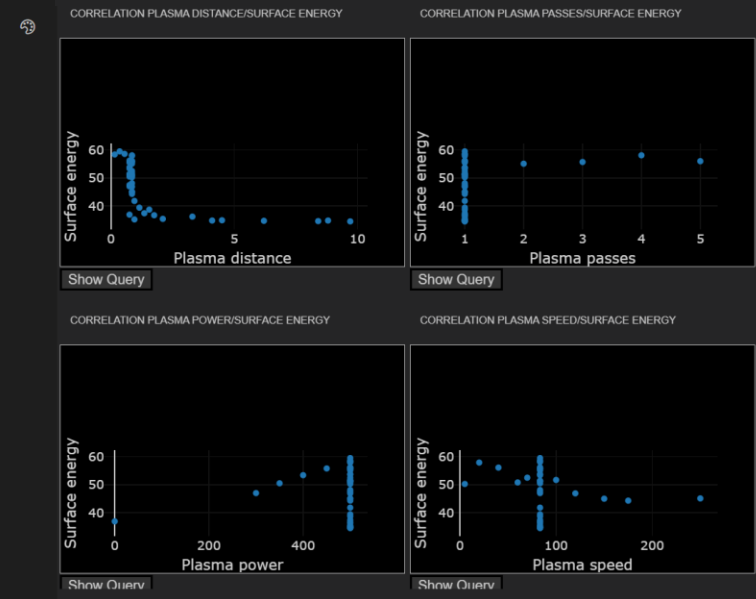 CORRELATION PLASMA DISTANCE/SURFACE ENERGY
60
50
40
Surface energy
0 5 10
Plasma distance
Show Query
CORRELATION PLASMA PASSES/SURFACE ENERGY
60
50
40
Surface energy
1 2 3 4 5
Plasma passes
Show Query
CORRELATION PLASMA POWER/SURFACE ENERGY
60
50
40
Surface energy
0 200 400
Plasma power
Show Query
CORRELATION PLASMA SPEED/SURFACE ENERGY
60
50
40
Surface energy
0 100 200
Plasma speed
Show Query